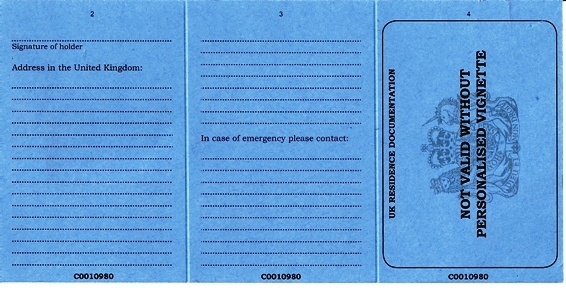 2
Signature of holder
Address in the United Kingdom:
C0010980
3
In case of emergency please contact:
C0010980
4
UK RESIDENCE DOCUMENTATION
NOT VALID WITHOUT
PERSONALISED VIGNETTE
C0010980